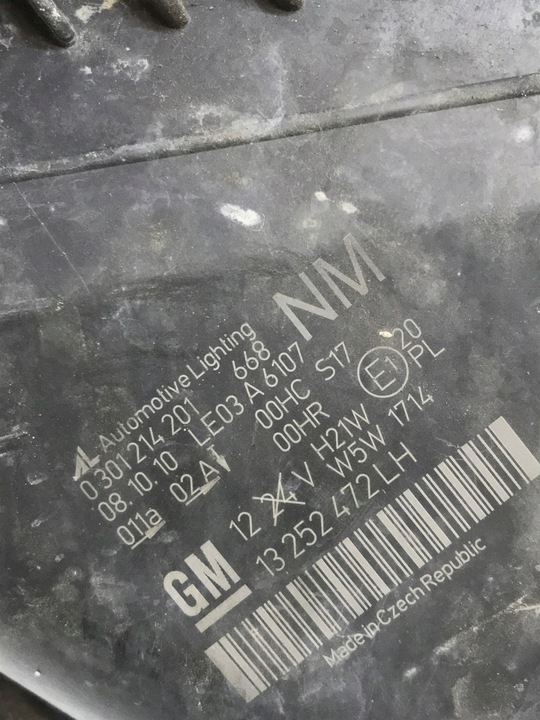 AL Automotive Lighting
0 301 214 201 668 NM
08.10.10 LE03 A 6107
011a 02A 00HC S17
00HR E1 20
12 24 V H21W PL
W5W 1714
GM 13 252 472 LH
Made in Czech Republic